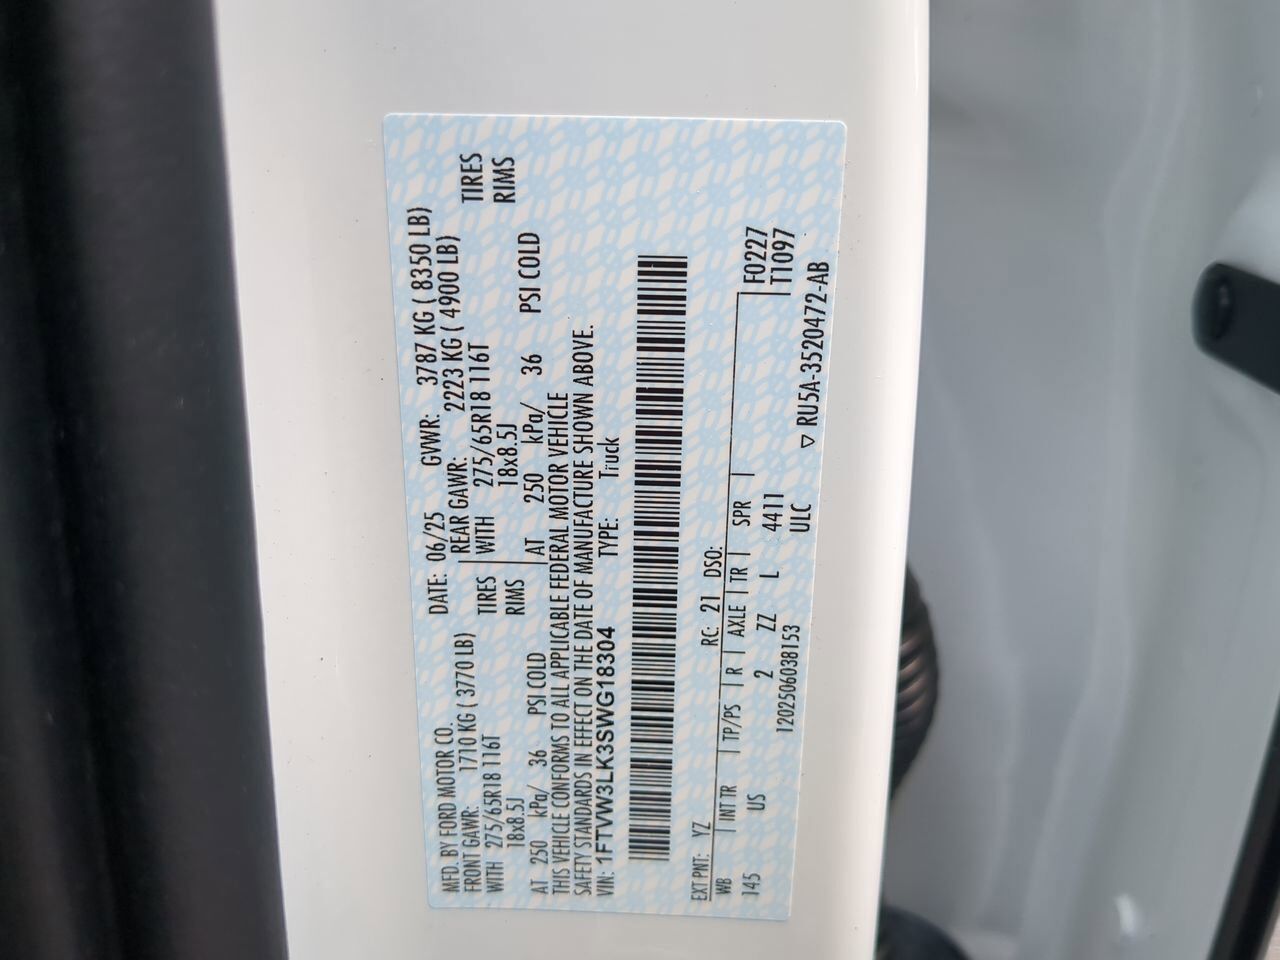 MFD. BY FORD MOTOR CO.
DATE: 06/25 GVWR: 3787 KG ( 8350 LB)
FRONT GAWR: 1710 KG ( 3770 LB) REAR GAWR: 2223 KG ( 4900 LB)
WITH 275/65R18 116T TIRES WITH 275/65R18 116T TIRES
18x8.5J RIMS 18x8.5J RIMS
AT 250 kPa/ 36 PSI COLD AT 250 kPa/ 36 PSI COLD
THIS VEHICLE CONFORMS TO ALL APPLICABLE FEDERAL MOTOR VEHICLE
SAFETY STANDARDS IN EFFECT ON THE DATE OF MANUFACTURE SHOWN ABOVE.
VIN: 1FTVW3LK3SWG18304 TYPE: Truck
EXT PNT: YZ RC: 21 DSO: F0227
WB INT TR TP/PS R AXLE TR SPR T1097
145 US 2 ZZ L 4411
1202506038153 ULC ▽ RU5A-3520472-AB